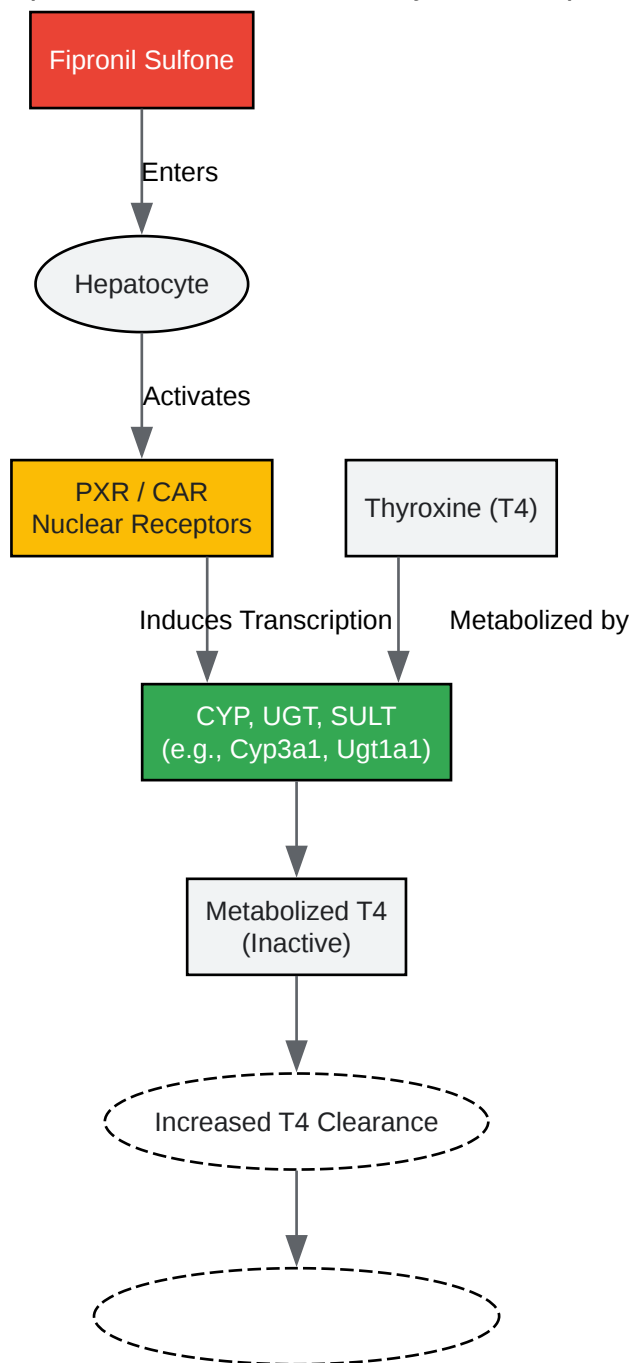 Fipronil Sulfone
Enters
Hepatocyte
Activates
PXR / CAR
Nuclear Receptors
Thyroxine (T4)
Induces Transcription
Metabolized by
CYP, UGT, SULT
(e.g., Cyp3a1, Ugt1a1)
Metabolized T4
(Inactive)
Increased T4 Clearance